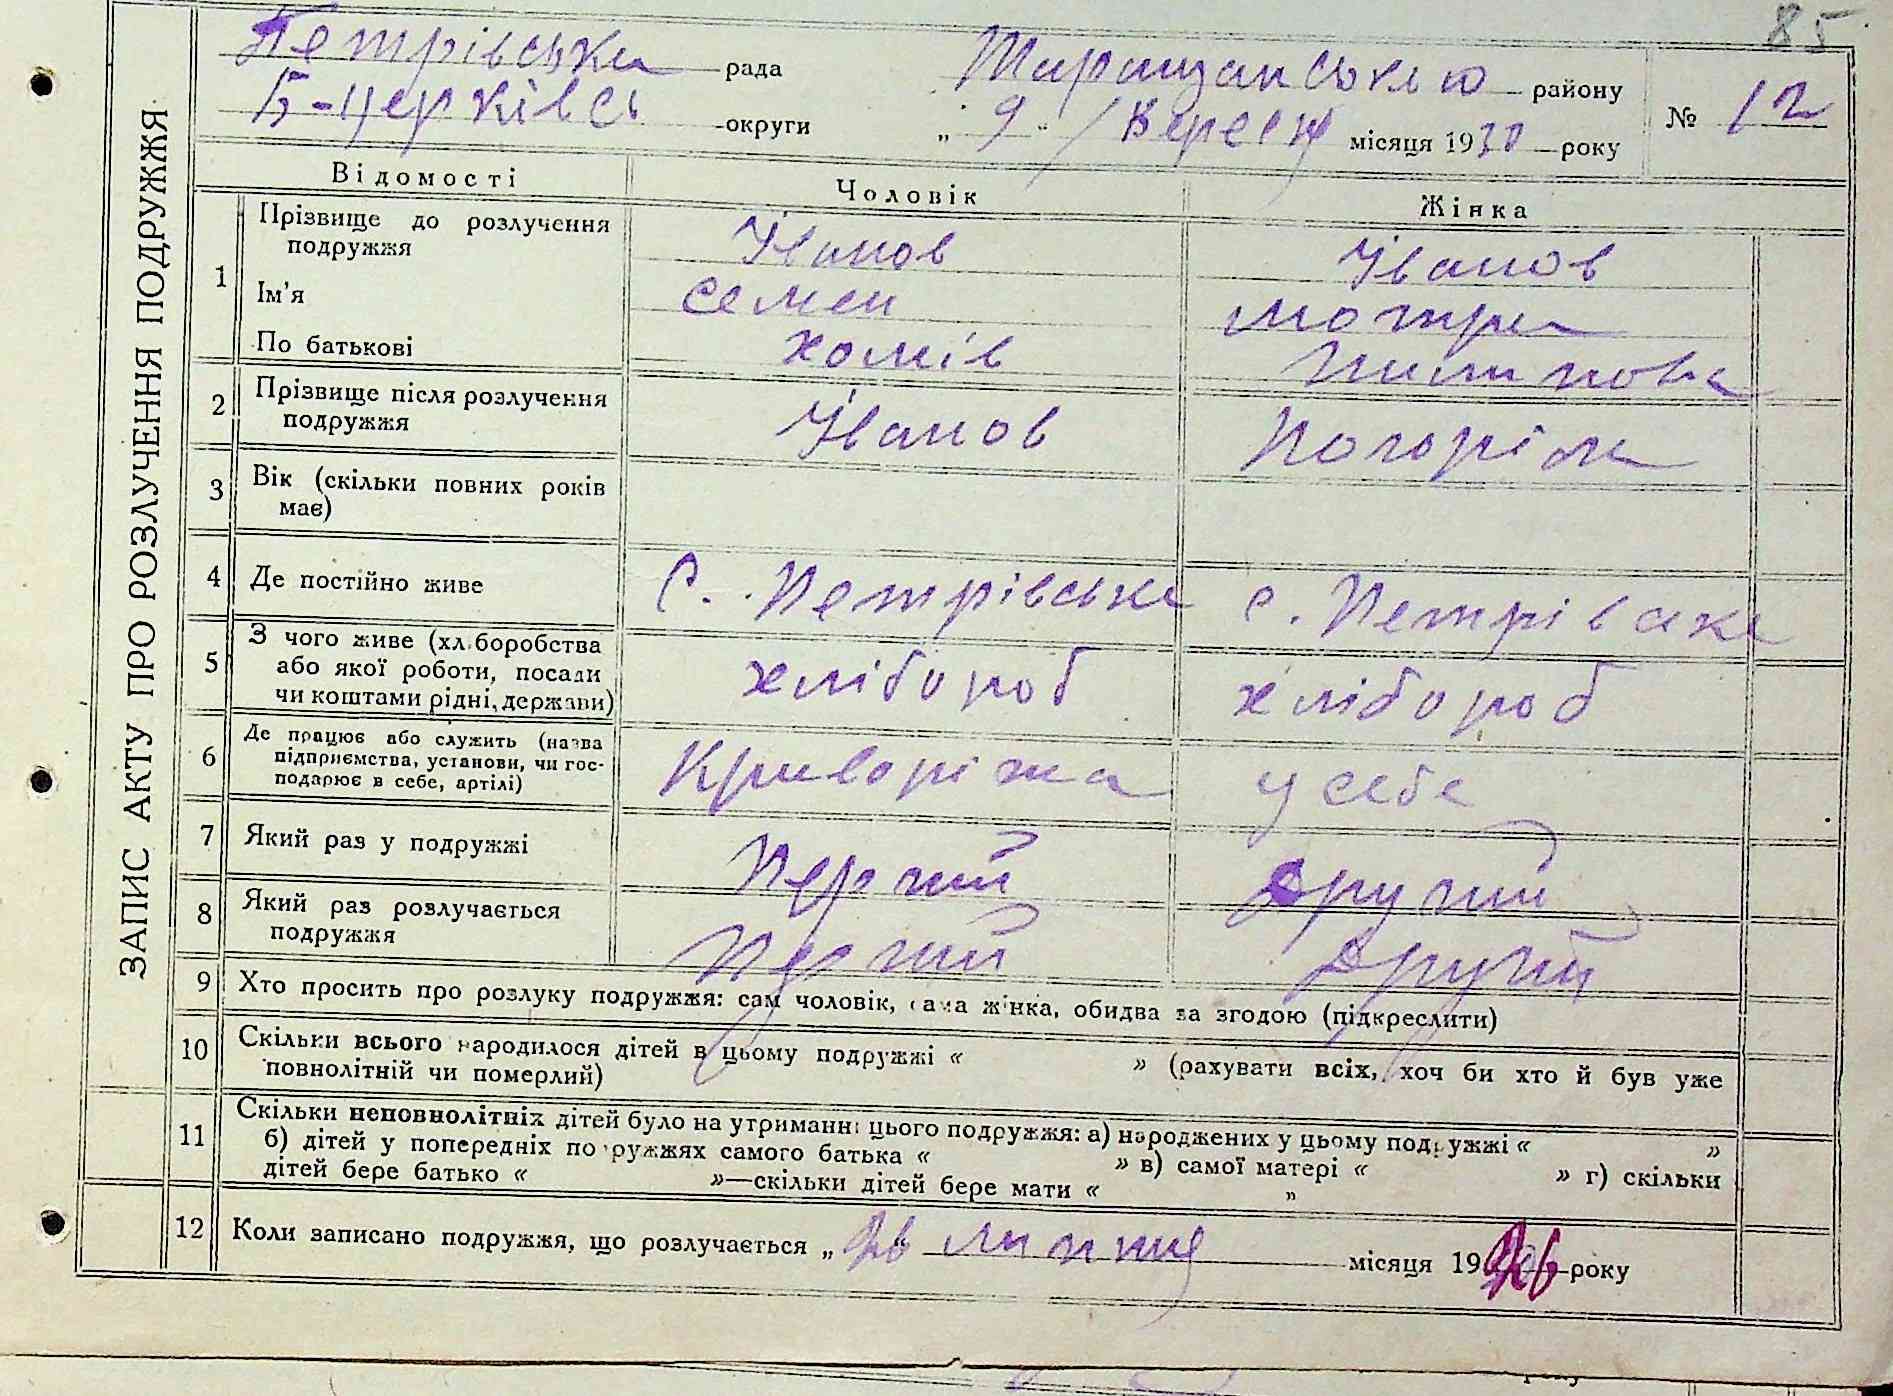 85
Петрівська рада Таращанського району № 12
Б-церківсь округи „ 9 " / Вересня місяця 1930 року
ЗАПИС АКТУ ПРО РОЗЛУЧЕННЯ ПОДРУЖЖЯ
Відомості Чоловік Жінка
1 Прізвище до розлучення подружжя Іванов Іванов
Ім'я Семен Мотря
По батькові Хомів Пилипова
2 Прізвище після розлучення подружжя Іванов Погоріла
3 Вік (скільки повних років має)
4 Де постійно живе С. Петрівська с. Петрівська
5 З чого живе (хліборобства або якої роботи, посади чи коштами рідні, держави) хлібороб хлібороб
6 Де працює або служить (назва підприємства, установи, чи господарює в себе, артілі) Криворіжа у себе
7 Який раз у подружжі Перший Другий
8 Який раз розлучається подружжя Перший Другий
9 Хто просить про розлуку подружжя: сам чоловік, сама жінка, обидва за згодою (підкреслити)
10 Скільки всього народилося дітей в цьому подружжі « » (рахувати всіх, хоч би хто й був уже
повнолітній чи померлий)
11 Скільки неповнолітніх дітей було на утриманні цього подружжя: а) народжених у цьому подружжі « »
б) дітей у попередніх подружжях самого батька « » в) самої матері « » г) скільки
дітей бере батько « »—скільки дітей бере мати « "
12 Коли записано подружжя, що розлучається „ 26 " липня місяця 1926 року